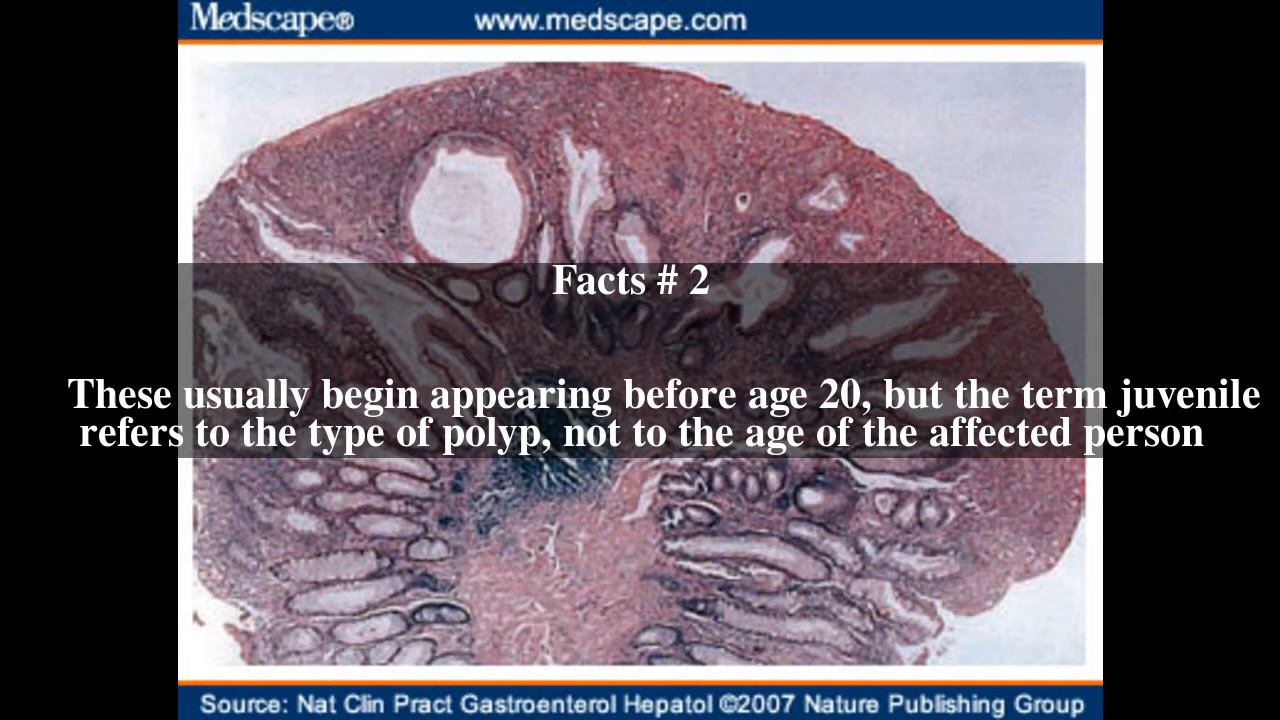 Medscape® www.medscape.com
Facts # 2
These usually begin appearing before age 20, but the term juvenile
refers to the type of polyp, not to the age of the affected person
Source: Nat Clin Pract Gastroenterol Hepatol ©2007 Nature Publishing Group